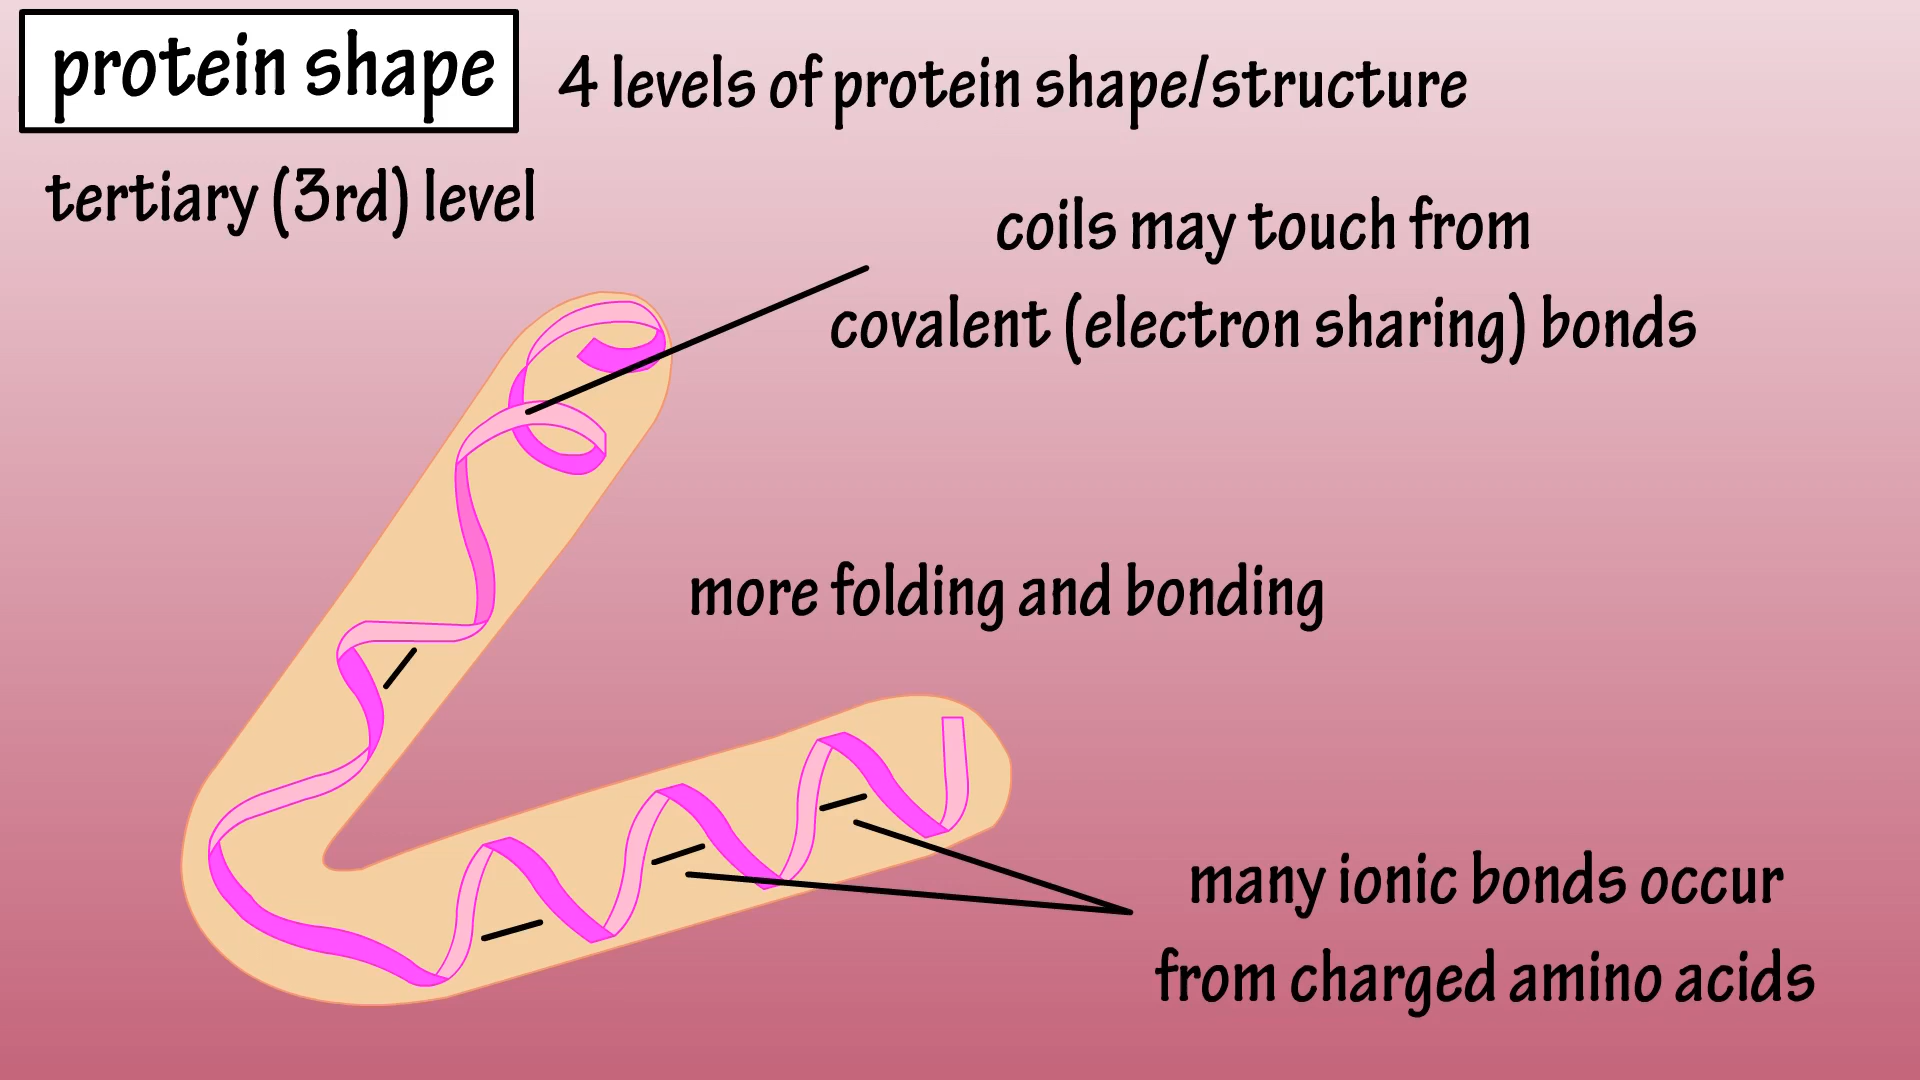 protein shape
4 levels of protein shape/structure
tertiary (3rd) level
coils may touch from
covalent (electron sharing) bonds
more folding and bonding
many ionic bonds occur
from charged amino acids